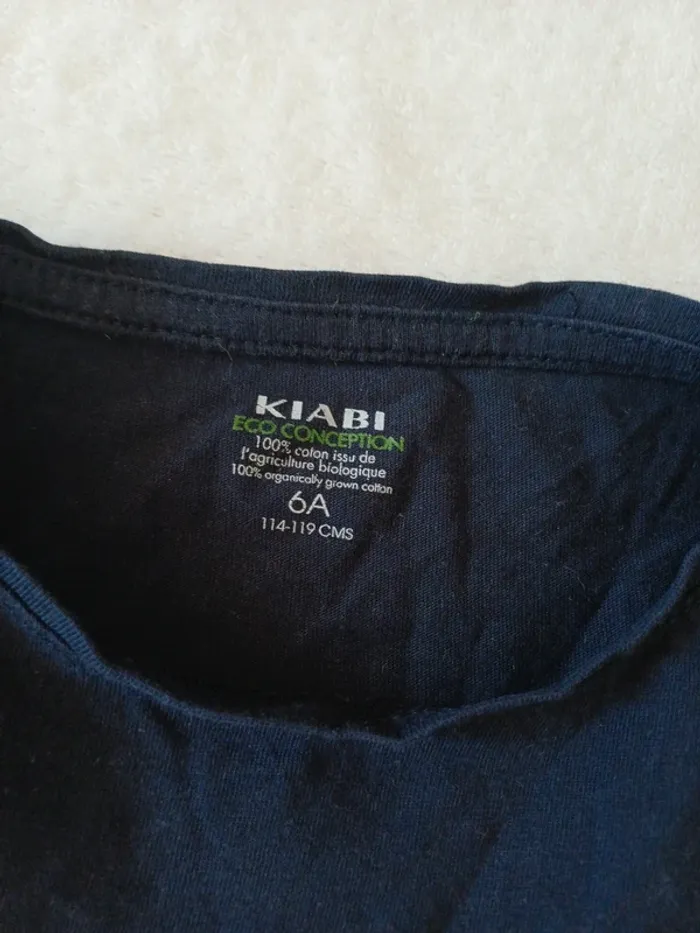 KIABI
ECO CONCEPTION
100% coton issu de
l'agriculture biologique
100% organically grown cotton
6A
114-119 CMS